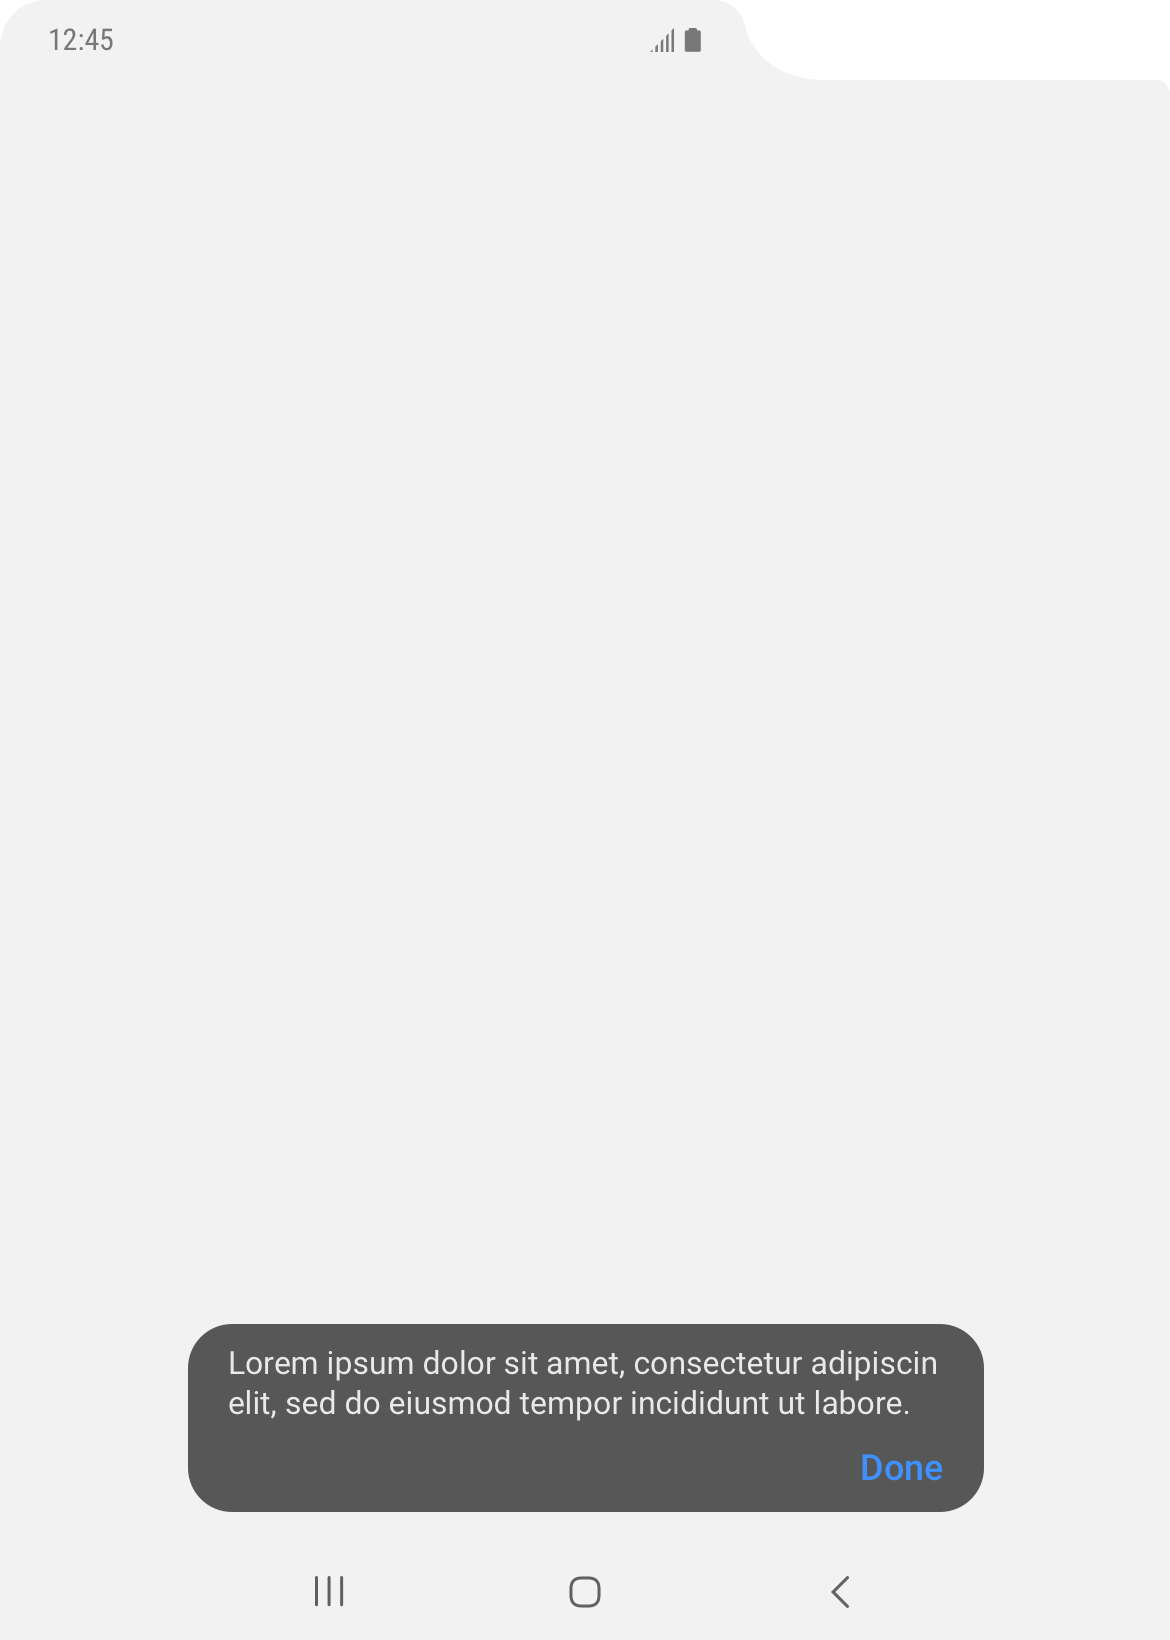 12:45
Lorem ipsum dolor sit amet, consectetur adipiscin
elit, sed do eiusmod tempor incididunt ut labore.
Done